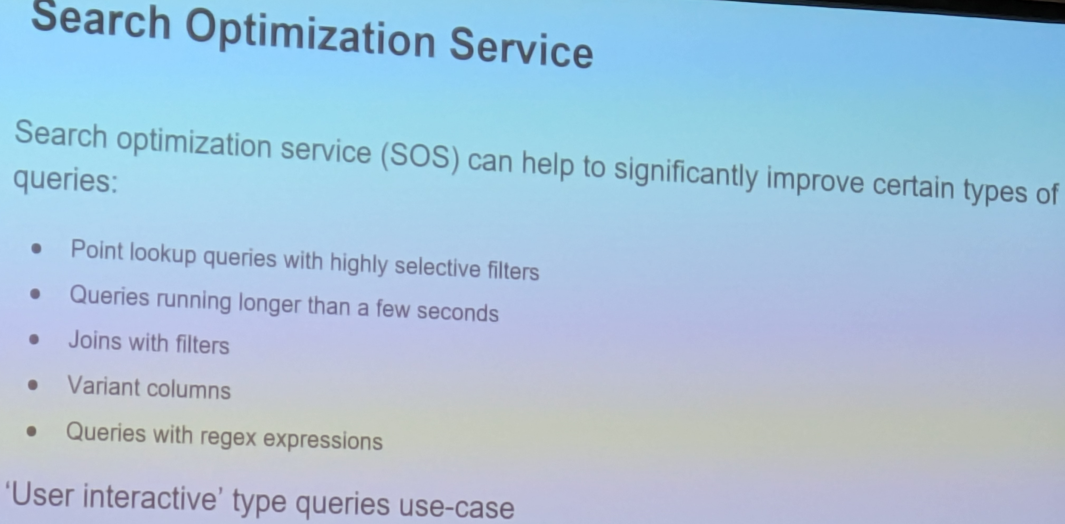 Search Optimization Service
Search optimization service (SOS) can help to significantly improve certain types of
queries:
• Point lookup queries with highly selective filters
• Queries running longer than a few seconds
• Joins with filters
• Variant columns
• Queries with regex expressions
‘User interactive’ type queries use-case